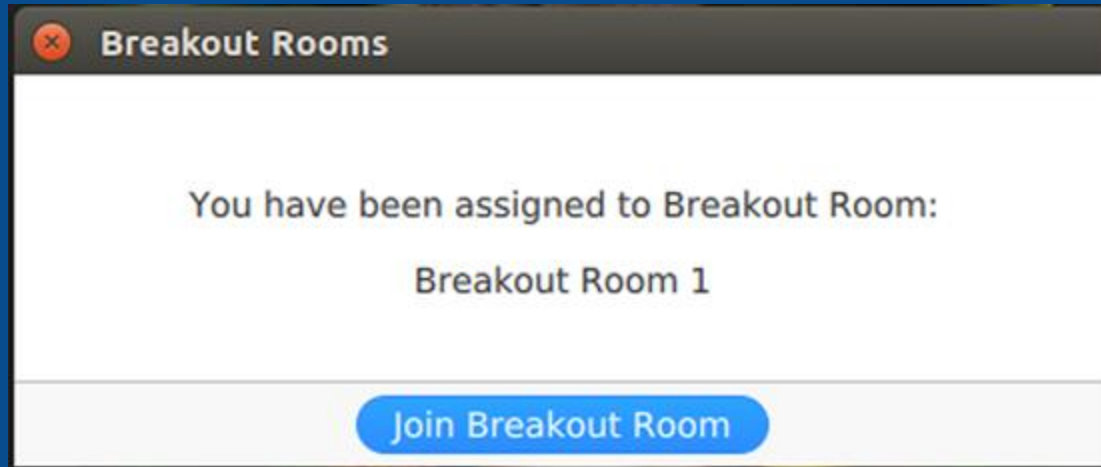 Breakout Rooms
You have been assigned to Breakout Room:
Breakout Room 1
Join Breakout Room